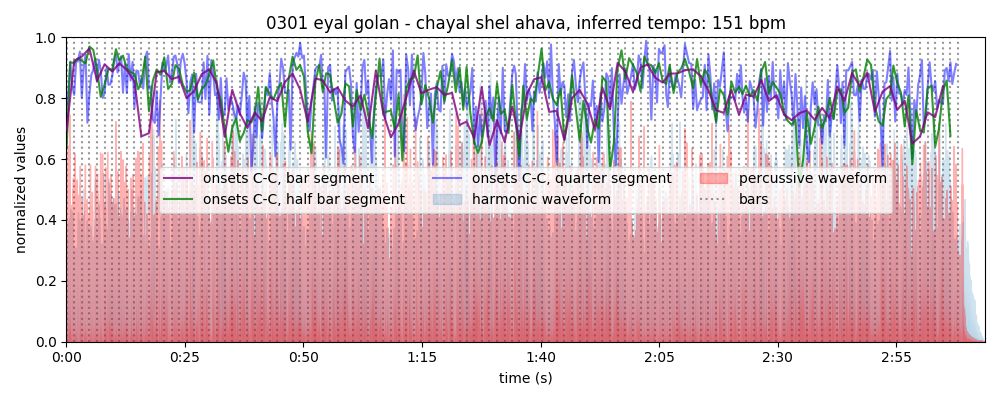 0301 eyal golan - chayal shel ahava, inferred tempo: 151 bpm
normalized values
1.0
0.8
0.6
0.4
0.2
0.0
onsets C-C, bar segment
onsets C-C, half bar segment
onsets C-C, quarter segment
harmonic waveform
percussive waveform
bars
0:00 0:25 0:50 1:15 1:40 2:05 2:30 2:55
time (s)